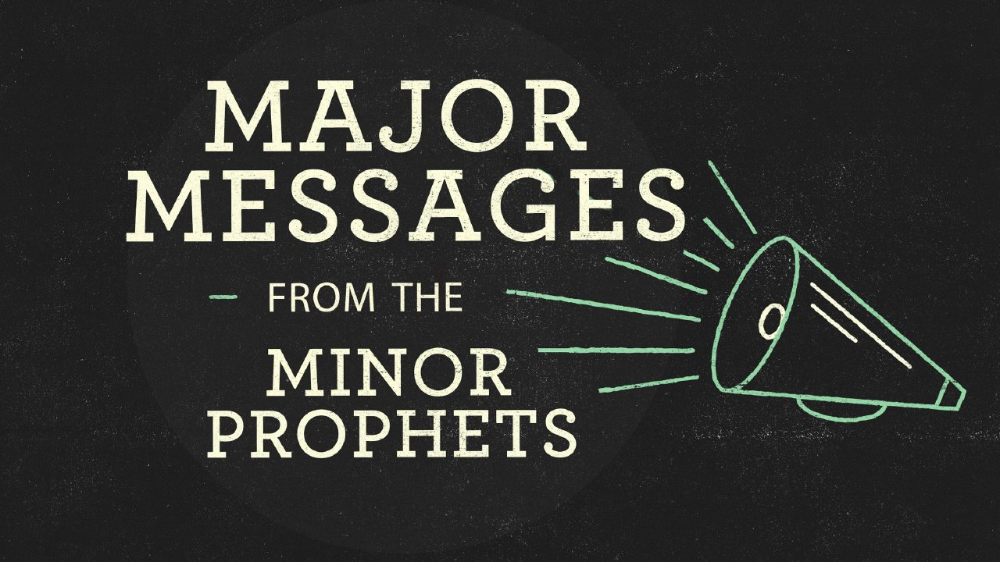 MAJOR
MESSAGES
FROM THE
MINOR
PROPHETS